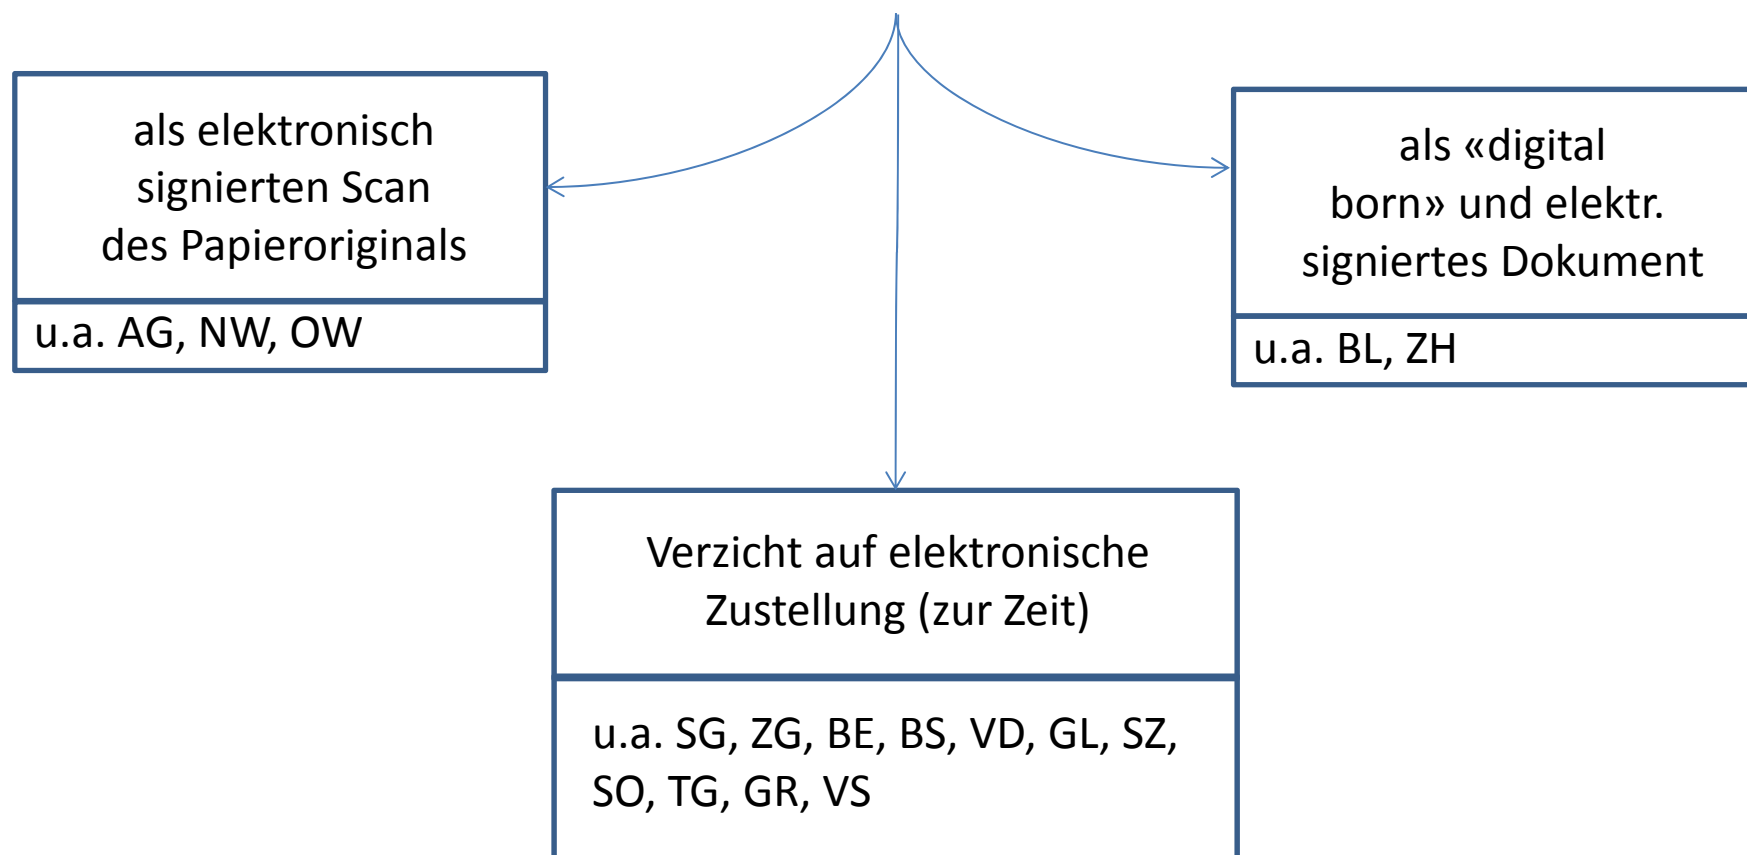 als elektronisch
signierten Scan
des Papieroriginals
u.a. AG, NW, OW
als «digital
born» und elektr.
signiertes Dokument
u.a. BL, ZH
Verzicht auf elektronische
Zustellung (zur Zeit)
u.a. SG, ZG, BE, BS, VD, GL, SZ,
SO, TG, GR, VS